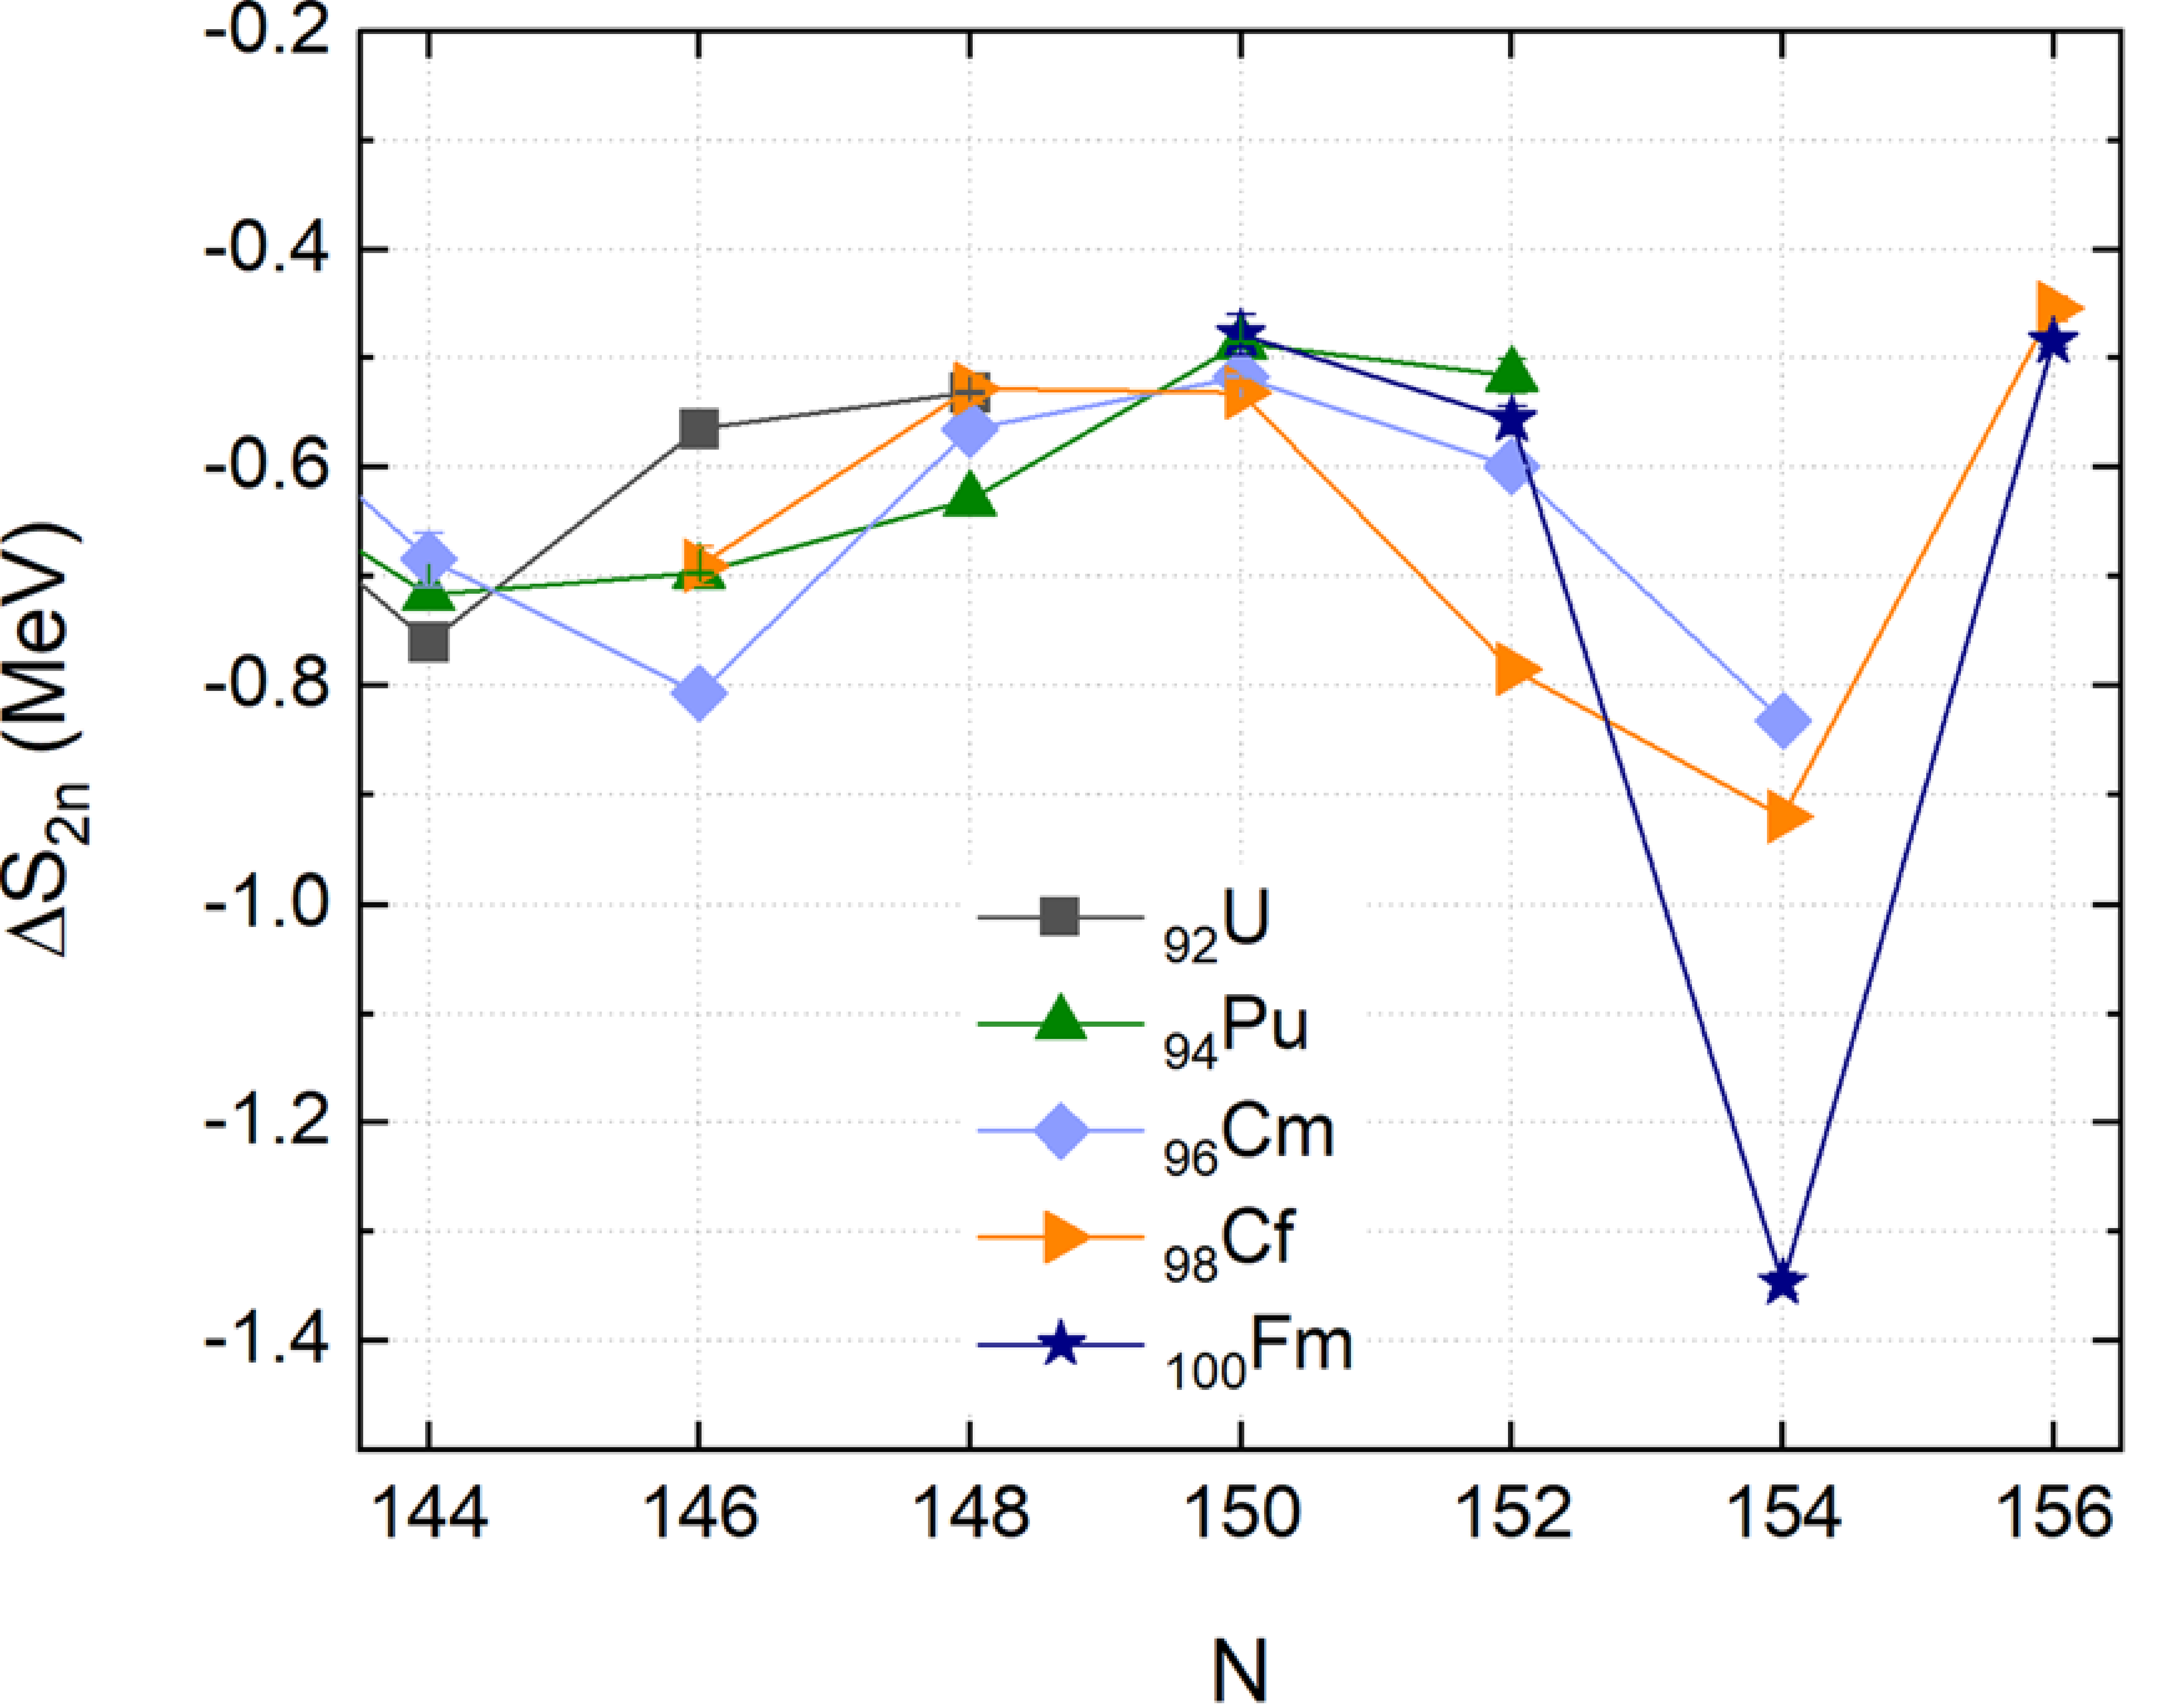 -0.2
-0.4
-0.6
-0.8
-1.0
-1.2
-1.4
ΔS2n (MeV)
92U
94Pu
96Cm
98Cf
100Fm
144 146 148 150 152 154 156
N